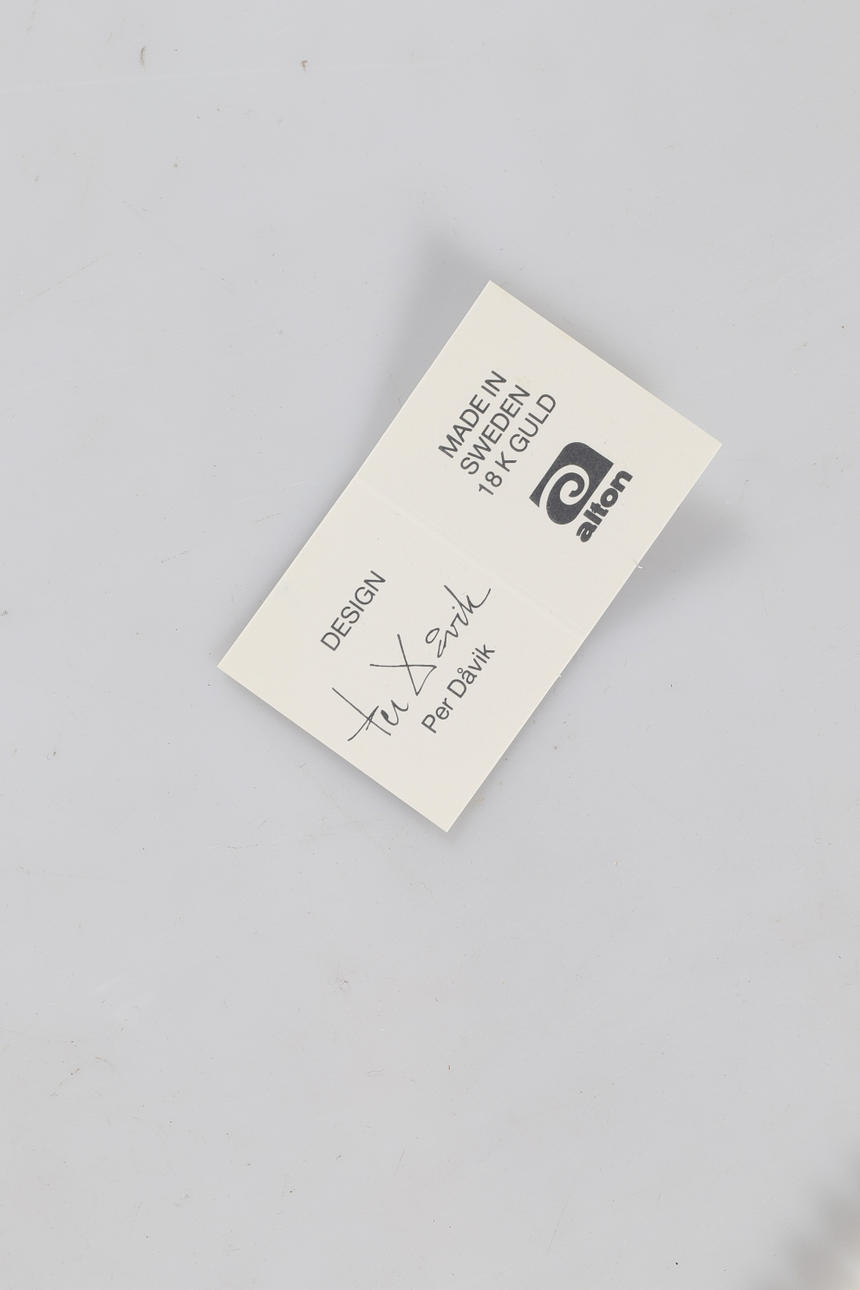 DESIGN
Per Dåvik
Per Dåvik
MADE IN
SWEDEN
18 K GULD
alton